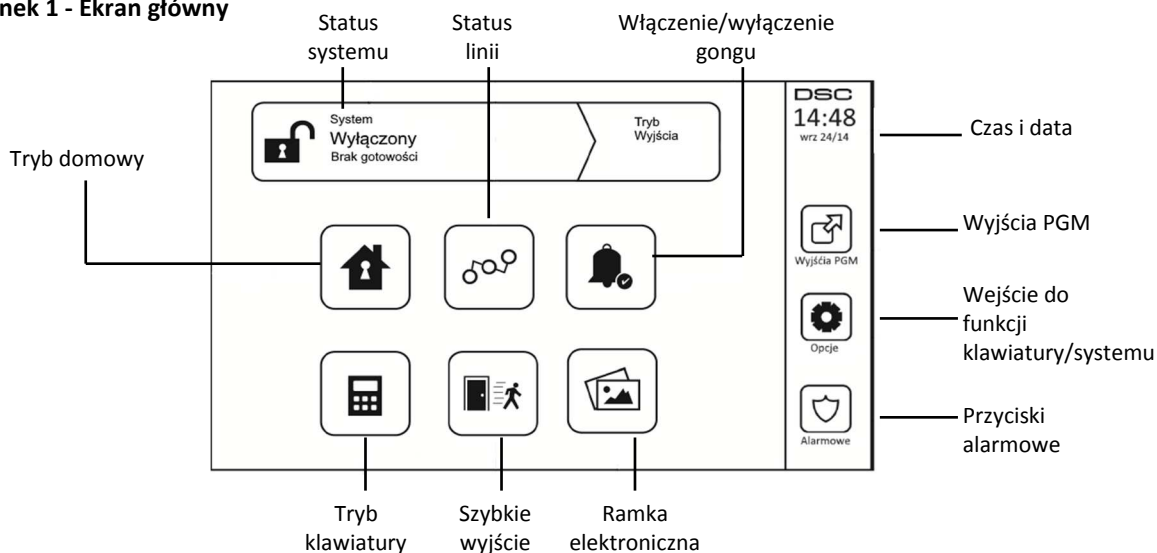 nek 1 - Ekran główny
Status
systemu
Status
linii
Włączenie/wyłączenie
gongu
System
Wyłączony
Brak gotowości
Tryb
Wyjścia
DSC
14:48
wrz 24/14
Czas i data
Tryb domowy
Wyjścia PGM
Wyjśćia PGM
Wejście do
funkcji
klawiatury/systemu
Opcje
Przyciski
alarmowe
Alarmowe
Tryb
klawiatury
Szybkie
wyjście
Ramka
elektroniczna